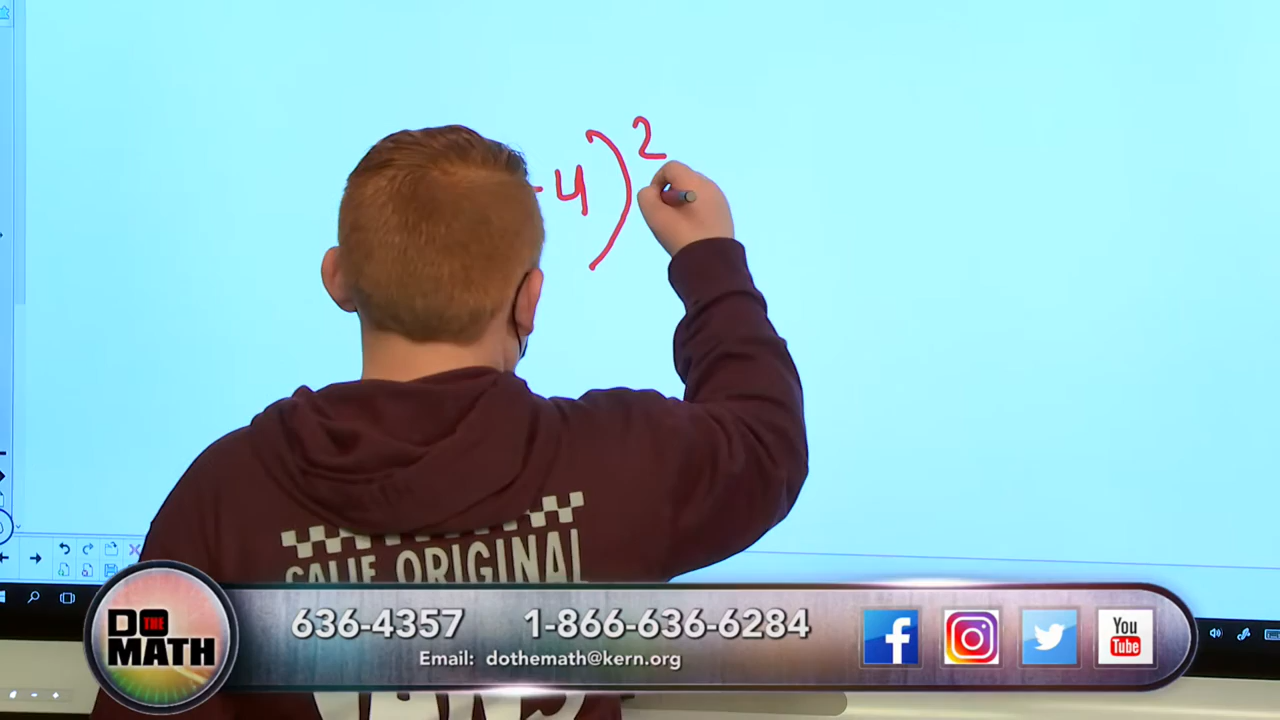 - 4)²
CALIF ORIGINAL
DO THE MATH
636-4357 1-866-636-6284
Email: dothemath@kern.org
You Tube